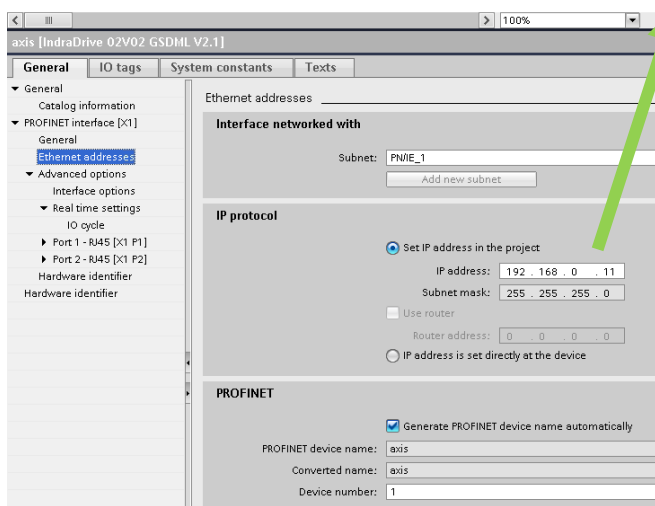 100%
axis [IndraDrive 02V02 GSDML V2.1]
General IO tags System constants Texts
General
Catalog information
PROFINET interface [X1]
General
Ethernet addresses
Advanced options
Interface options
Real time settings
IO cycle
Port 1 - RJ45 [X1 P1]
Port 2 - RJ45 [X1 P2]
Hardware identifier
Hardware identifier
Ethernet addresses
Interface networked with
Subnet: PN/IE_1
Add new subnet
IP protocol
Set IP address in the project
IP address: 192 . 168 . 0 . 11
Subnet mask: 255 . 255 . 255 . 0
Use router
Router address: 0 . 0 . 0 . 0
IP address is set directly at the device
PROFINET
Generate PROFINET device name automatically
PROFINET device name: axis
Converted name: axis
Device number: 1